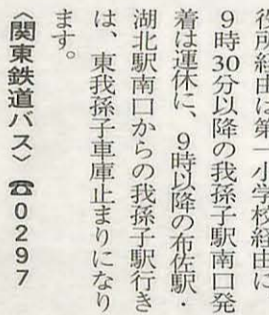 役所経由は第一小学校経由に
9時30分以降の我孫子駅南口発
着は運休に、9時以降の布佐駅・
湖北駅南口からの我孫子駅行き
は、東我孫子車庫止まりになり
ます。
〈関東鉄道バス〉 ☎0297